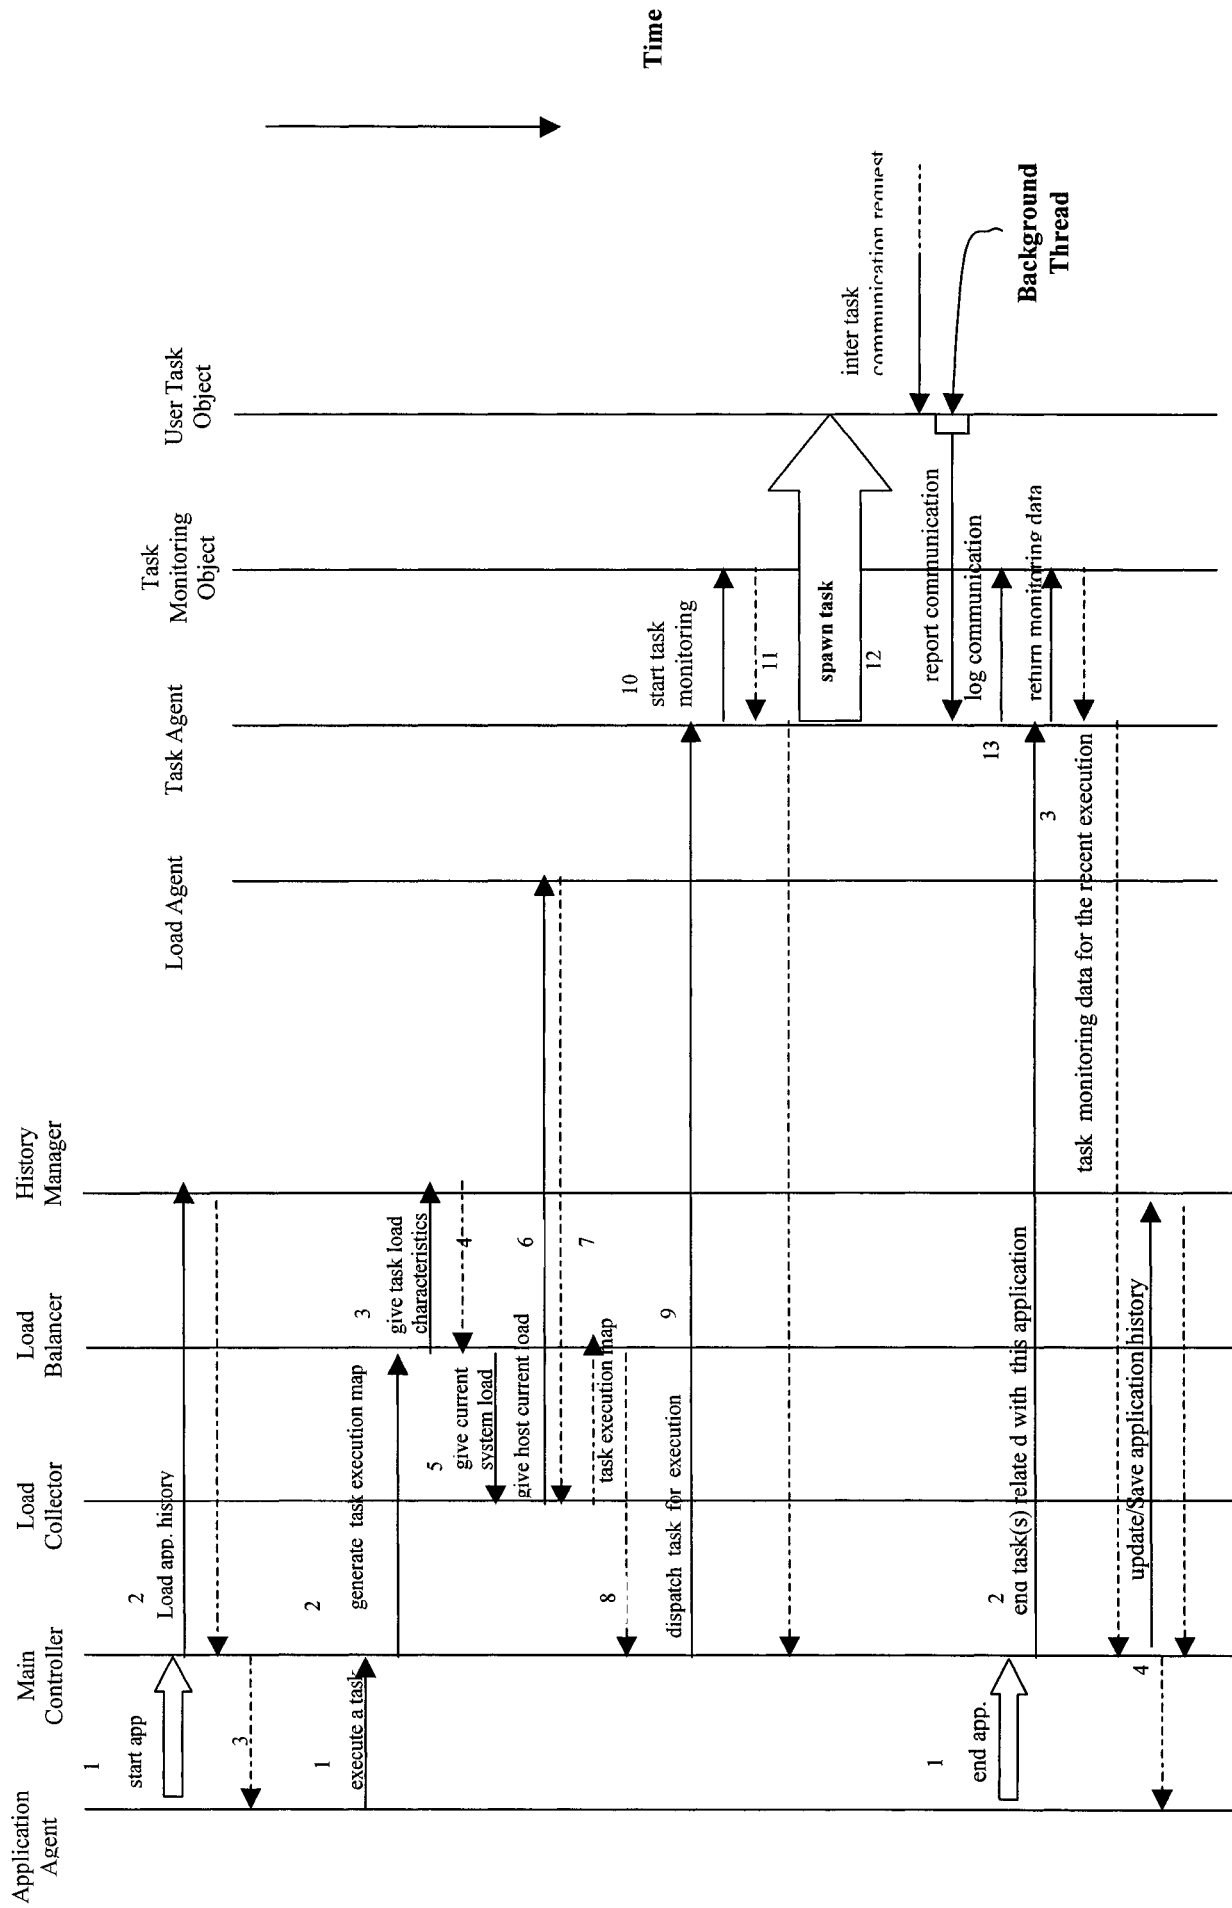 Application
Agent
Main
Controller
Load
Collector
Load
Balancer
History
Manager
Load Agent
Task Agent
Task
Monitoring
Object
User Task
Object
Time
1
start app
2
Load app. history
3
1
execute a task
2
generate task execution map
3
give task load
characteristics
4
5
give current
system load
6
give host current load
7
task execution map
8
9
dispatch task for execution
10
start task
monitoring
11
spawn task
12
inter task
communication request
Background
Thread
report communication
log communication
13
return monitoring data
1
end app.
2
end task(s) relate d with this application
3
task monitoring data for the recent execution
4
update/Save application history